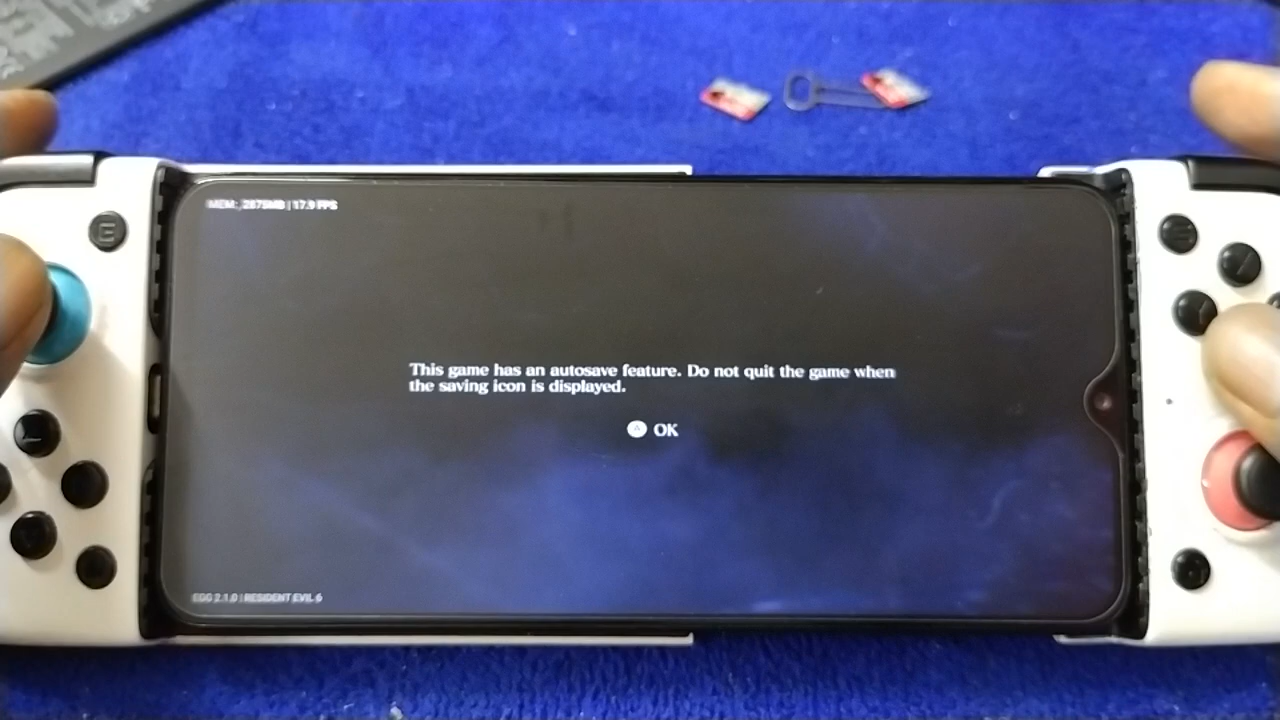 MEM: 2875MB | 17.9 FPS
This game has an autosave feature. Do not quit the game when
the saving icon is displayed.
A OK
EGG 2.1.0 | RESIDENT EVIL 6